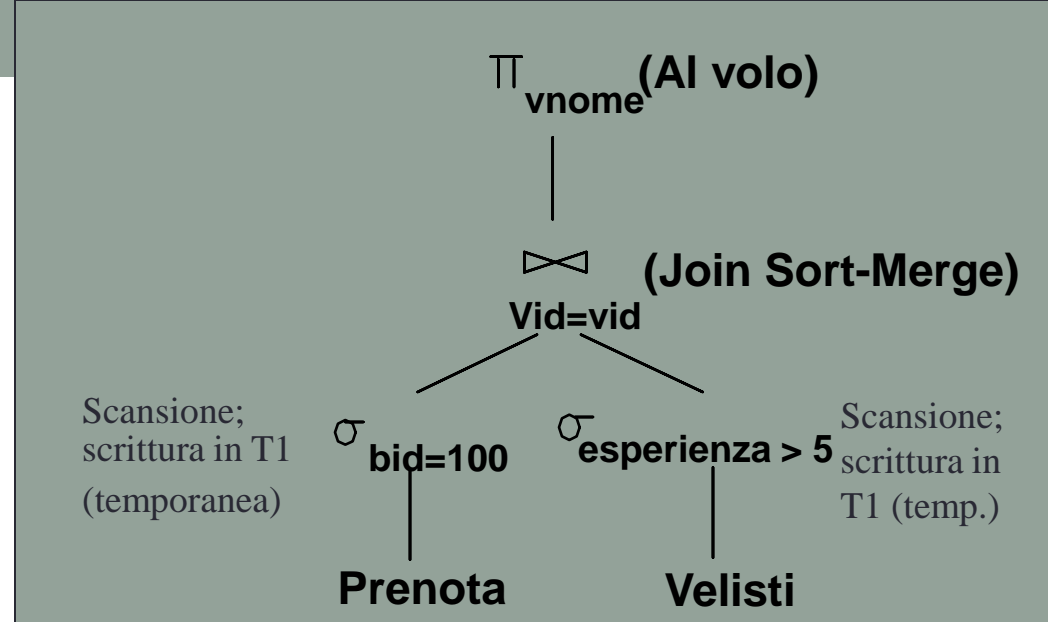 π vnome (Al volo)
⋈ (Join Sort-Merge)
Vid=vid
Scansione;
scrittura in T1
(temporanea)
σ bid=100
σ esperienza > 5
Scansione;
scrittura in
T1 (temp.)
Prenota
Velisti